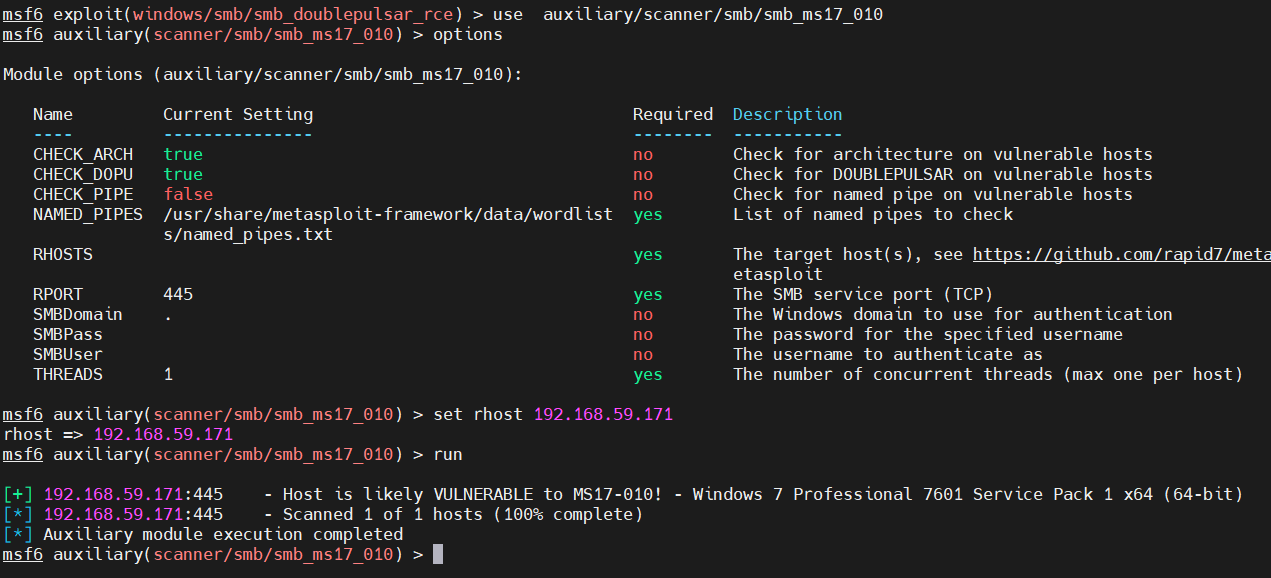 msf6 exploit(windows/smb/smb_doublepulsar_rce) > use  auxiliary/scanner/smb/smb_ms17_010
msf6 auxiliary(scanner/smb/smb_ms17_010) > options
Module options (auxiliary/scanner/smb/smb_ms17_010):
Name Current Setting Required Description
---- --------------- -------- -----------
CHECK_ARCH true no Check for architecture on vulnerable hosts
CHECK_DOPU true no Check for DOUBLEPULSAR on vulnerable hosts
CHECK_PIPE false no Check for named pipe on vulnerable hosts
NAMED_PIPES /usr/share/metasploit-framework/data/wordlist yes List of named pipes to check
s/named_pipes.txt
RHOSTS yes The target host(s), see https://github.com/rapid7/meta
etasploit
RPORT 445 yes The SMB service port (TCP)
SMBDomain . no The Windows domain to use for authentication
SMBPass no The password for the specified username
SMBUser no The username to authenticate as
THREADS 1 yes The number of concurrent threads (max one per host)
msf6 auxiliary(scanner/smb/smb_ms17_010) > set rhost 192.168.59.171
rhost => 192.168.59.171
msf6 auxiliary(scanner/smb/smb_ms17_010) > run
[+] 192.168.59.171:445 - Host is likely VULNERABLE to MS17-010! - Windows 7 Professional 7601 Service Pack 1 x64 (64-bit)
[*] 192.168.59.171:445 - Scanned 1 of 1 hosts (100% complete)
[*] Auxiliary module execution completed
msf6 auxiliary(scanner/smb/smb_ms17_010) >